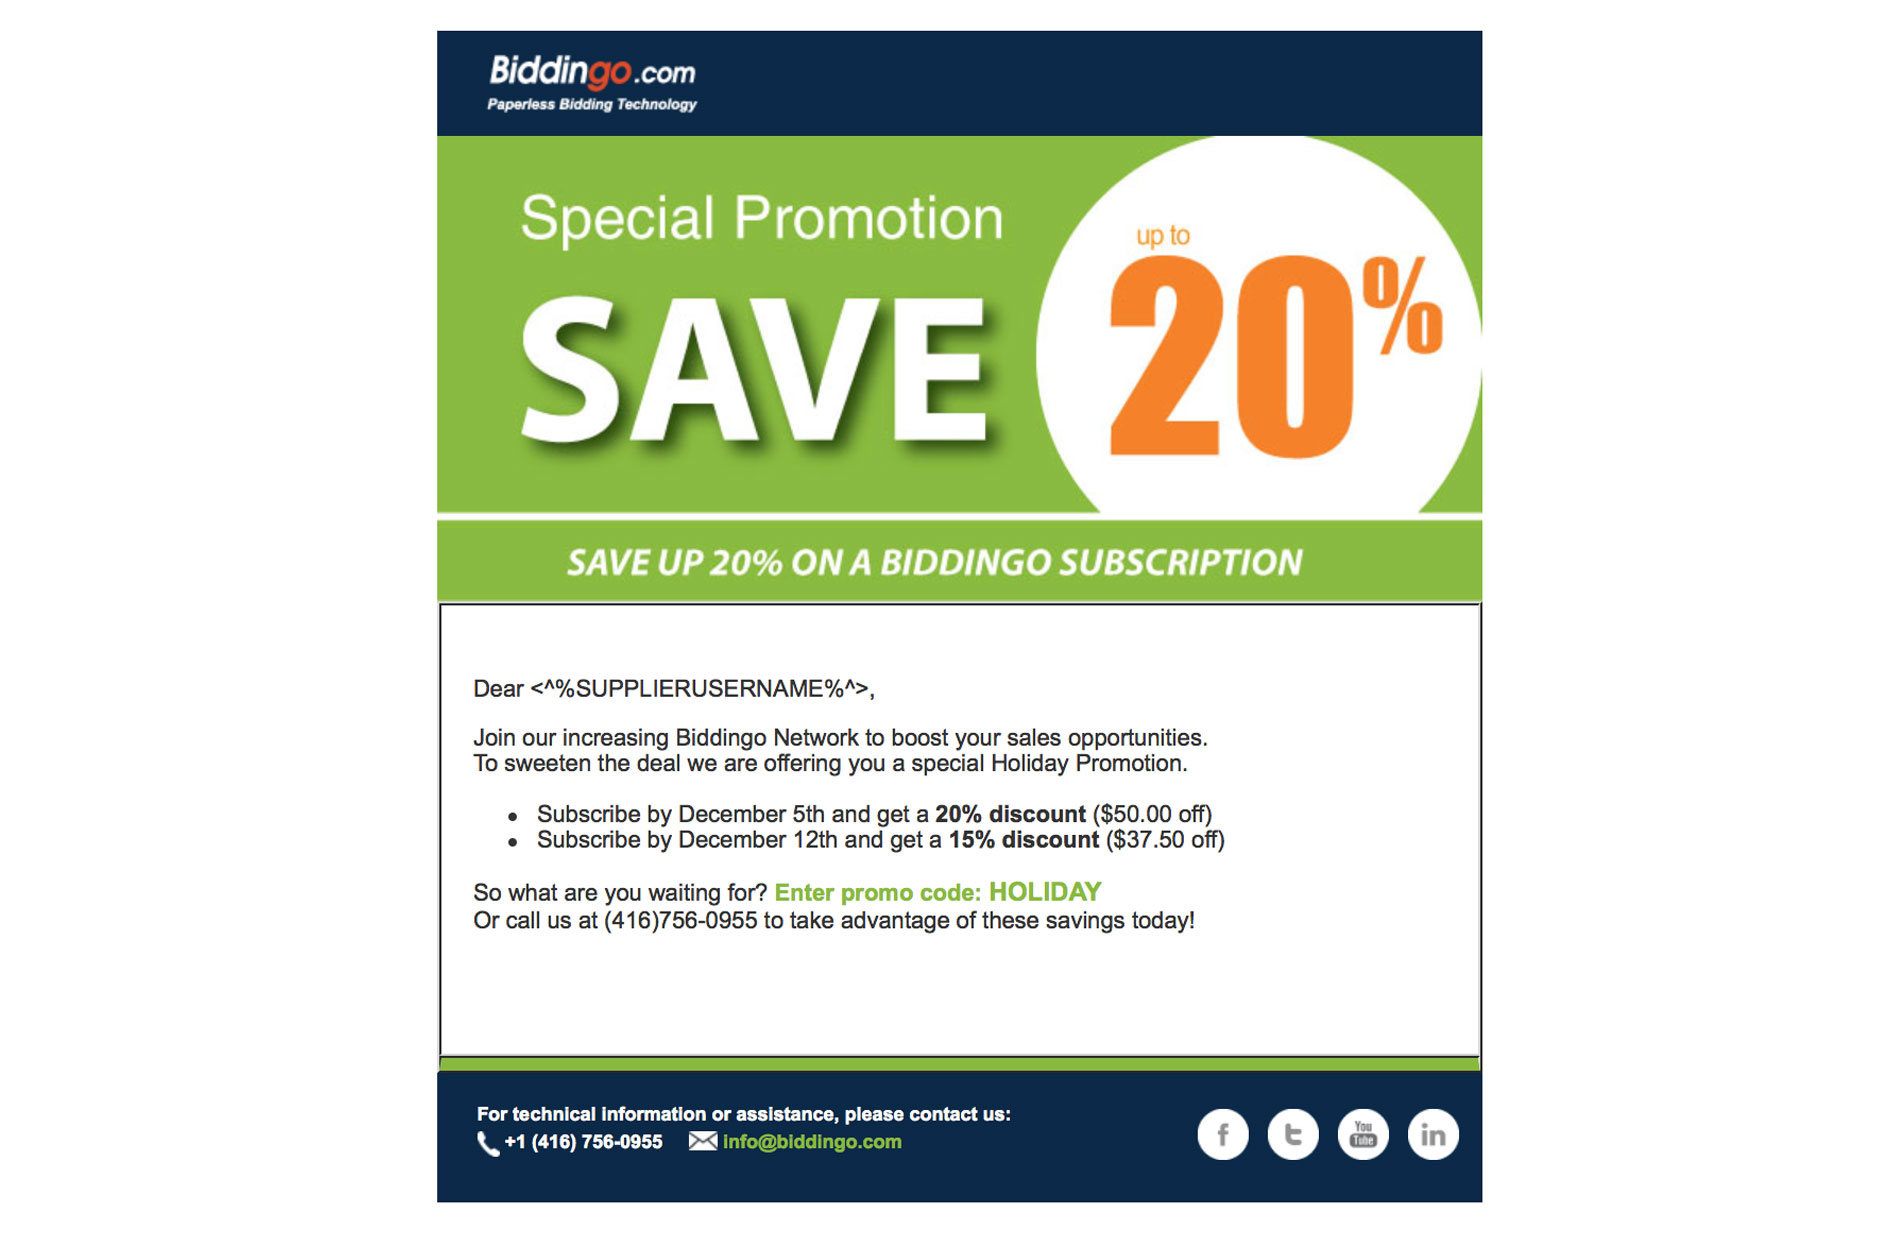 Biddingo.com
Paperless Bidding Technology
Special Promotion
SAVE
up to
20%
SAVE UP 20% ON A BIDDINGO SUBSCRIPTION
Dear <^%SUPPLIERUSERNAME%^>,
Join our increasing Biddingo Network to boost your sales opportunities.
To sweeten the deal we are offering you a special Holiday Promotion.
• Subscribe by December 5th and get a 20% discount ($50.00 off)
• Subscribe by December 12th and get a 15% discount ($37.50 off)
So what are you waiting for? Enter promo code: HOLIDAY
Or call us at (416)756-0955 to take advantage of these savings today!
For technical information or assistance, please contact us:
+1 (416) 756-0955 info@biddingo.com
f t You Tube in